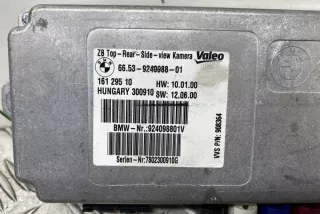 ZB Top-Rear-Side-view Kamera Valeo
66.53-9240988-01
161 295 10 HW: 10.01.00
HUNGARY 300910 SW: 12.06.00
BMW-Nr.:924098801V
Serien-Nr:7802300910G
VVS P/N: 908364